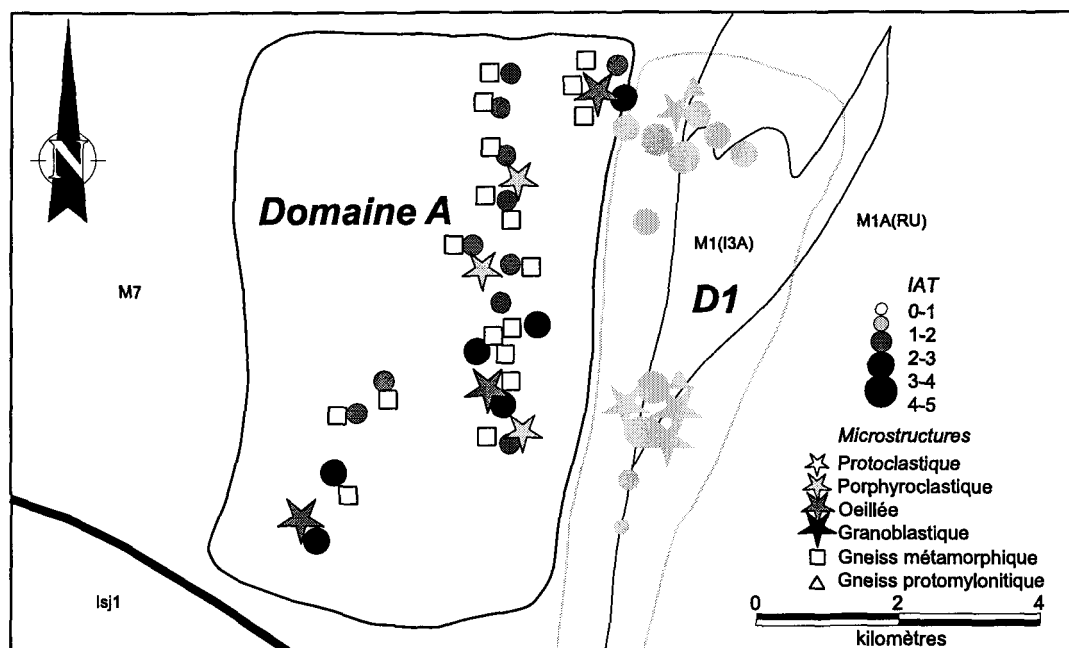 N
Domaine A
M7
M1(I3A)
M1A(RU)
D1
lsj1
IAT
0-1
1-2
2-3
3-4
4-5
Microstructures
Protoclastique
Porphyroclastique
Oeillée
Granoblastique
Gneiss métamorphique
Gneiss protomylonitique
0 2 4
kilomètres